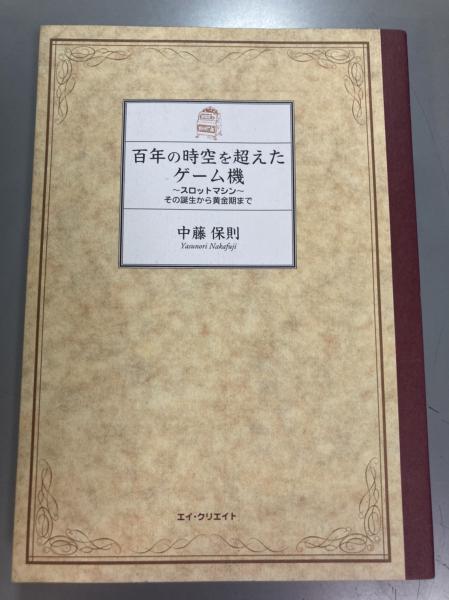 百年の時空を超えた
ゲーム機
～スロットマシン～
その誕生から黄金期まで
中藤 保則
Yasunori Nakafuji
エイ・クリエイト